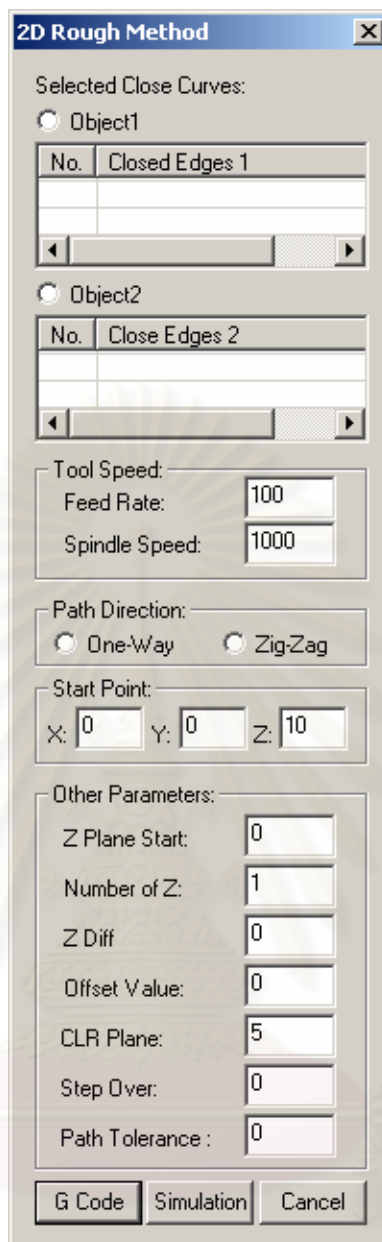 2D Rough Method
Selected Close Curves:
Object1
No. Closed Edges 1
Object2
No. Close Edges 2
Tool Speed:
Feed Rate: 100
Spindle Speed: 1000
Path Direction:
One-Way Zig-Zag
Start Point:
X: 0 Y: 0 Z: 10
Other Parameters:
Z Plane Start: 0
Number of Z: 1
Z Diff 0
Offset Value: 0
CLR Plane: 5
Step Over: 0
Path Tolerance : 0
G Code Simulation Cancel